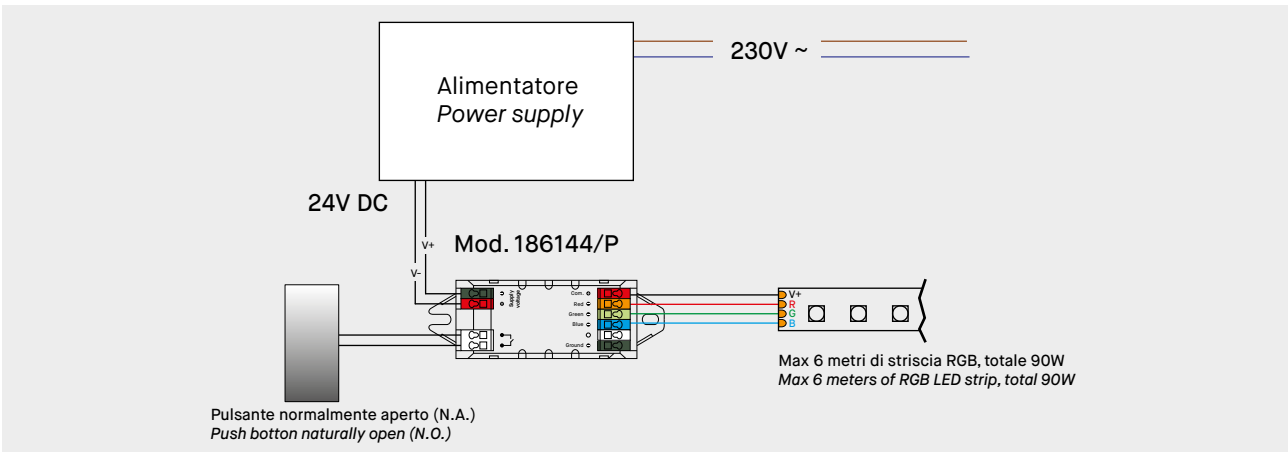 230V ~
Alimentatore
Power supply
24V DC
V+
V-
Mod. 186144/P
Supply
voltage
Com.
Red
Green
Blue
Ground
V+
R
G
B
Max 6 metri di striscia RGB, totale 90W
Max 6 meters of RGB LED strip, total 90W
Pulsante normalmente aperto (N.A.)
Push botton naturally open (N.O.)